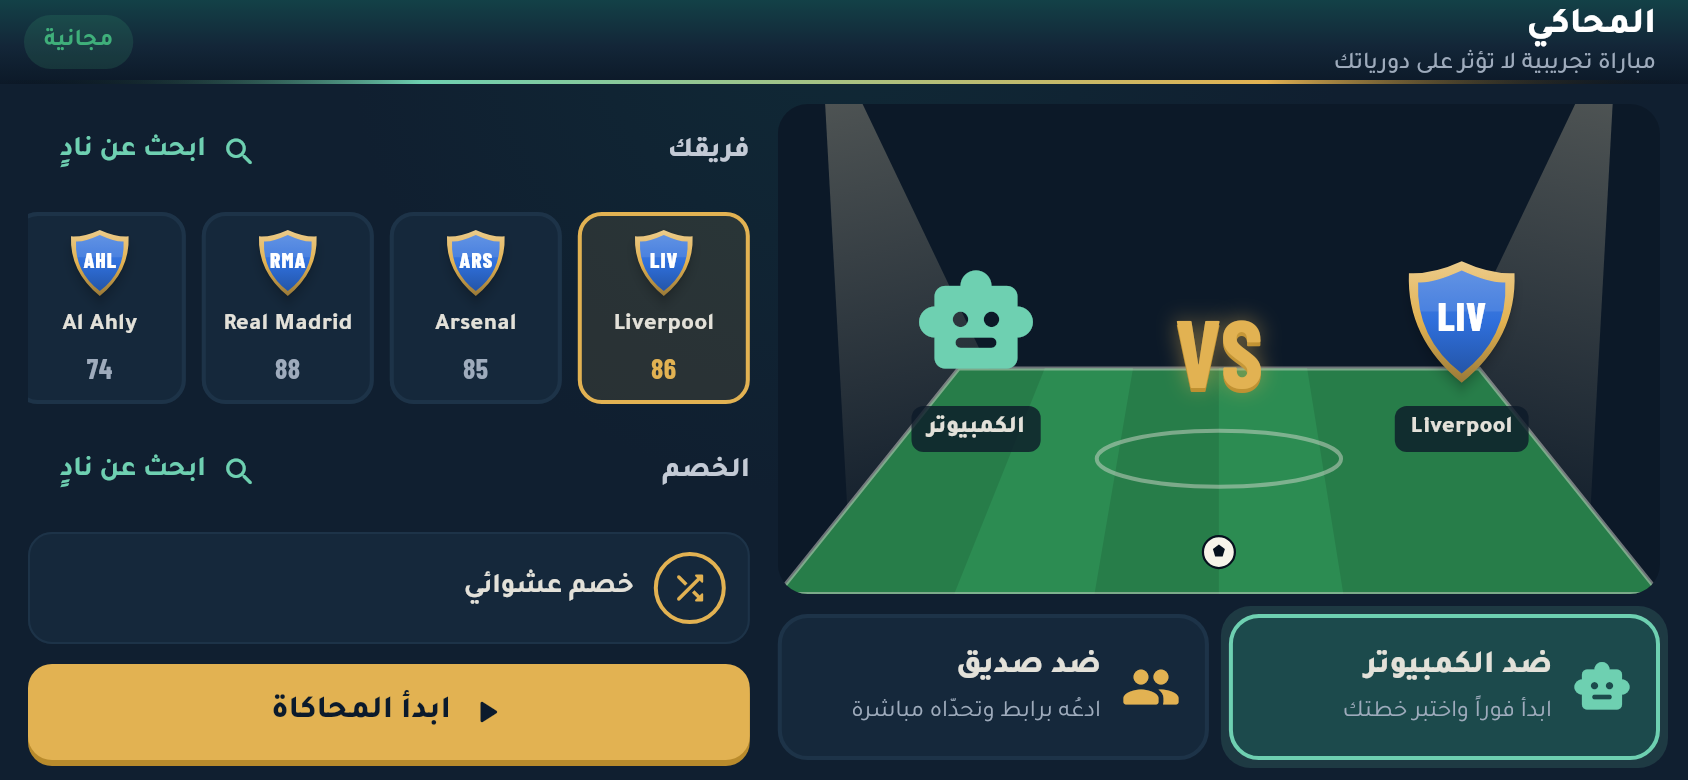 المحاكي
مباراة تجريبية لا تؤثر على دورياتك
مجانية
LIV
Liverpool
VS
الكمبيوتر
ضد الكمبيوتر
ابدأ فوراً واختبر خطتك
ضد صديق
ادعُه برابط وتحدّاه مباشرة
فريقك
ابحث عن نادٍ
LIV
Liverpool
86
ARS
Arsenal
85
RMA
Real Madrid
88
AHL
Al Ahly
74
الخصم
ابحث عن نادٍ
خصم عشوائي
ابدأ المحاكاة